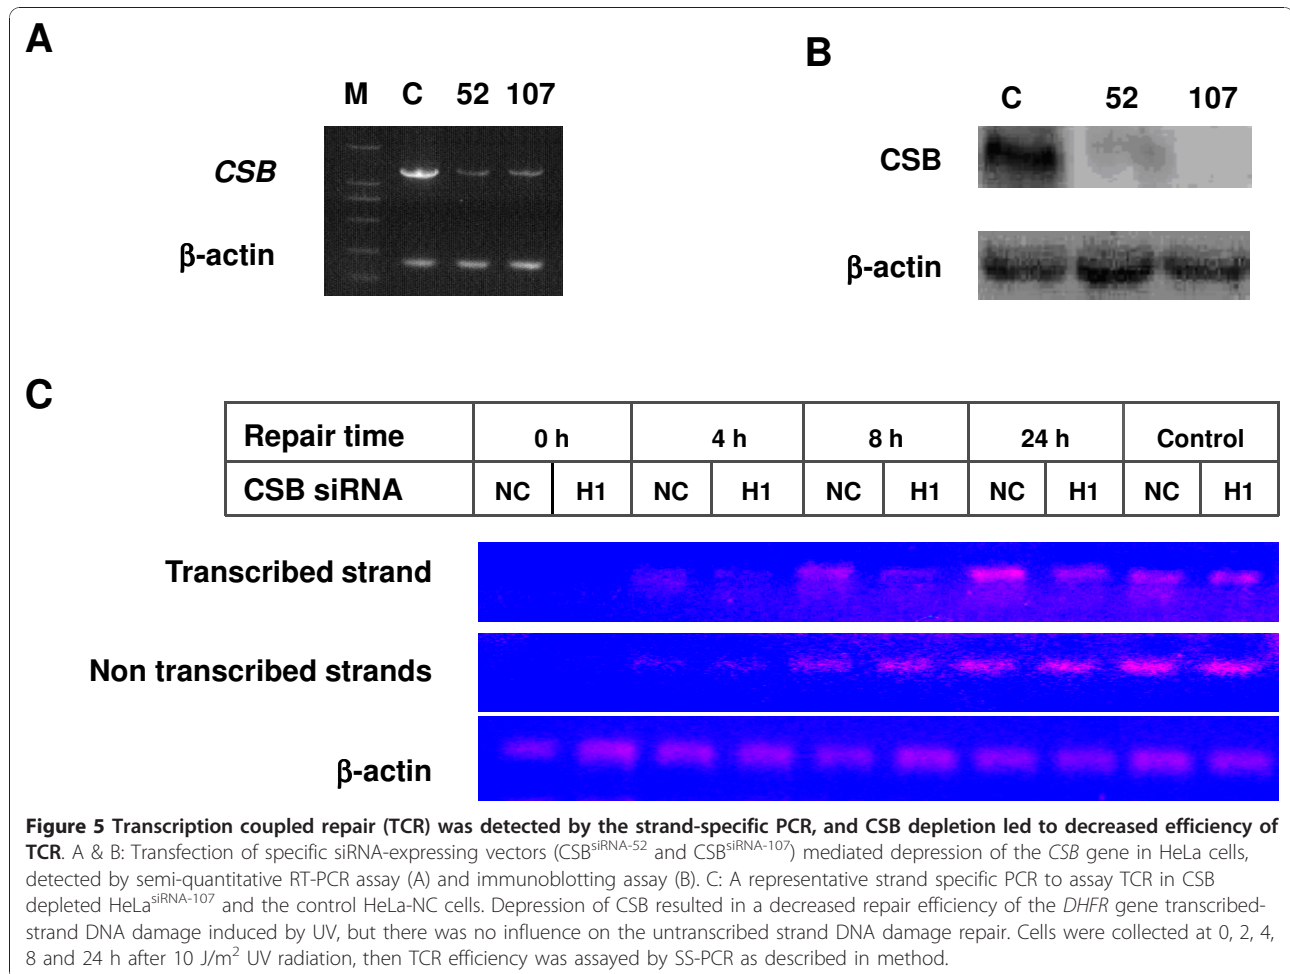 A
B
M C 52 107
CSB
β-actin
C 52 107
CSB
β-actin
C
Repair time 0 h 4 h 8 h 24 h Control
CSB siRNA NC H1 NC H1 NC H1 NC H1 NC H1
Transcribed strand
Non transcribed strands
β-actin
Figure 5 Transcription coupled repair (TCR) was detected by the strand-specific PCR, and CSB depletion led to decreased efficiency of
TCR. A & B: Transfection of specific siRNA-expressing vectors (CSBsiRNA-52 and CSBsiRNA-107) mediated depression of the CSB gene in HeLa cells,
detected by semi-quantitative RT-PCR assay (A) and immunoblotting assay (B). C: A representative strand specific PCR to assay TCR in CSB
depleted HeLasiRNA-107 and the control HeLa-NC cells. Depression of CSB resulted in a decreased repair efficiency of the DHFR gene transcribed-
strand DNA damage induced by UV, but there was no influence on the untranscribed strand DNA damage repair. Cells were collected at 0, 2, 4,
8 and 24 h after 10 J/m2 UV radiation, then TCR efficiency was assayed by SS-PCR as described in method.